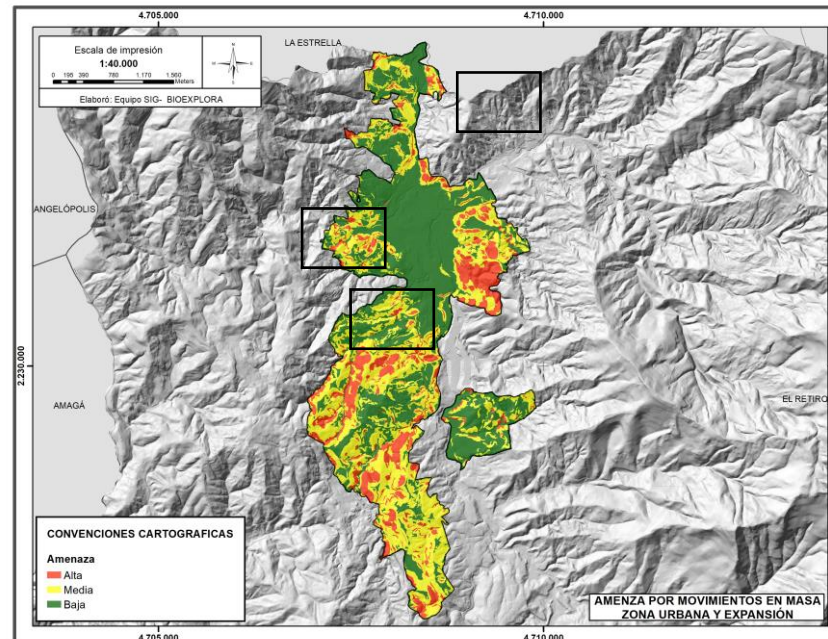 4.705.000
4.710.000
Escala de impresión
1:40.000
0 195 390 780 1.170 1.560
Meters
Elaboró: Equipo SIG- BIOEXPLORA
N
LA ESTRELLA
ANGELÓPOLIS
2.230.000
AMAGÁ
EL RETIRO
CONVENCIONES CARTOGRAFICAS
Amenaza
Alta
Media
Baja
AMENZA POR MOVIMIENTOS EN MASA
ZONA URBANA Y EXPANSIÓN
4.705.000
4.710.000